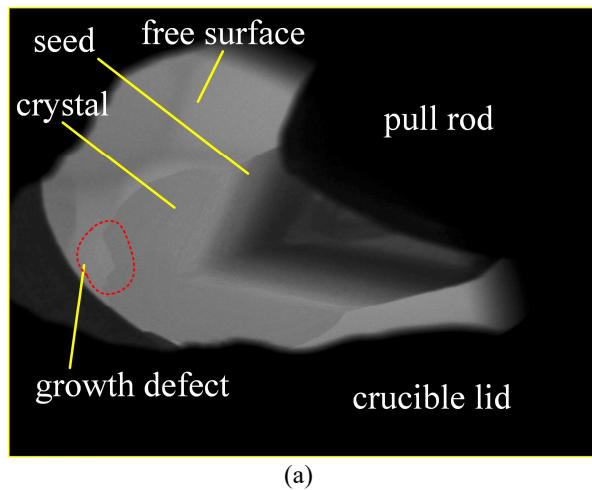 free surface
seed
crystal
pull rod
growth defect
crucible lid
(a)